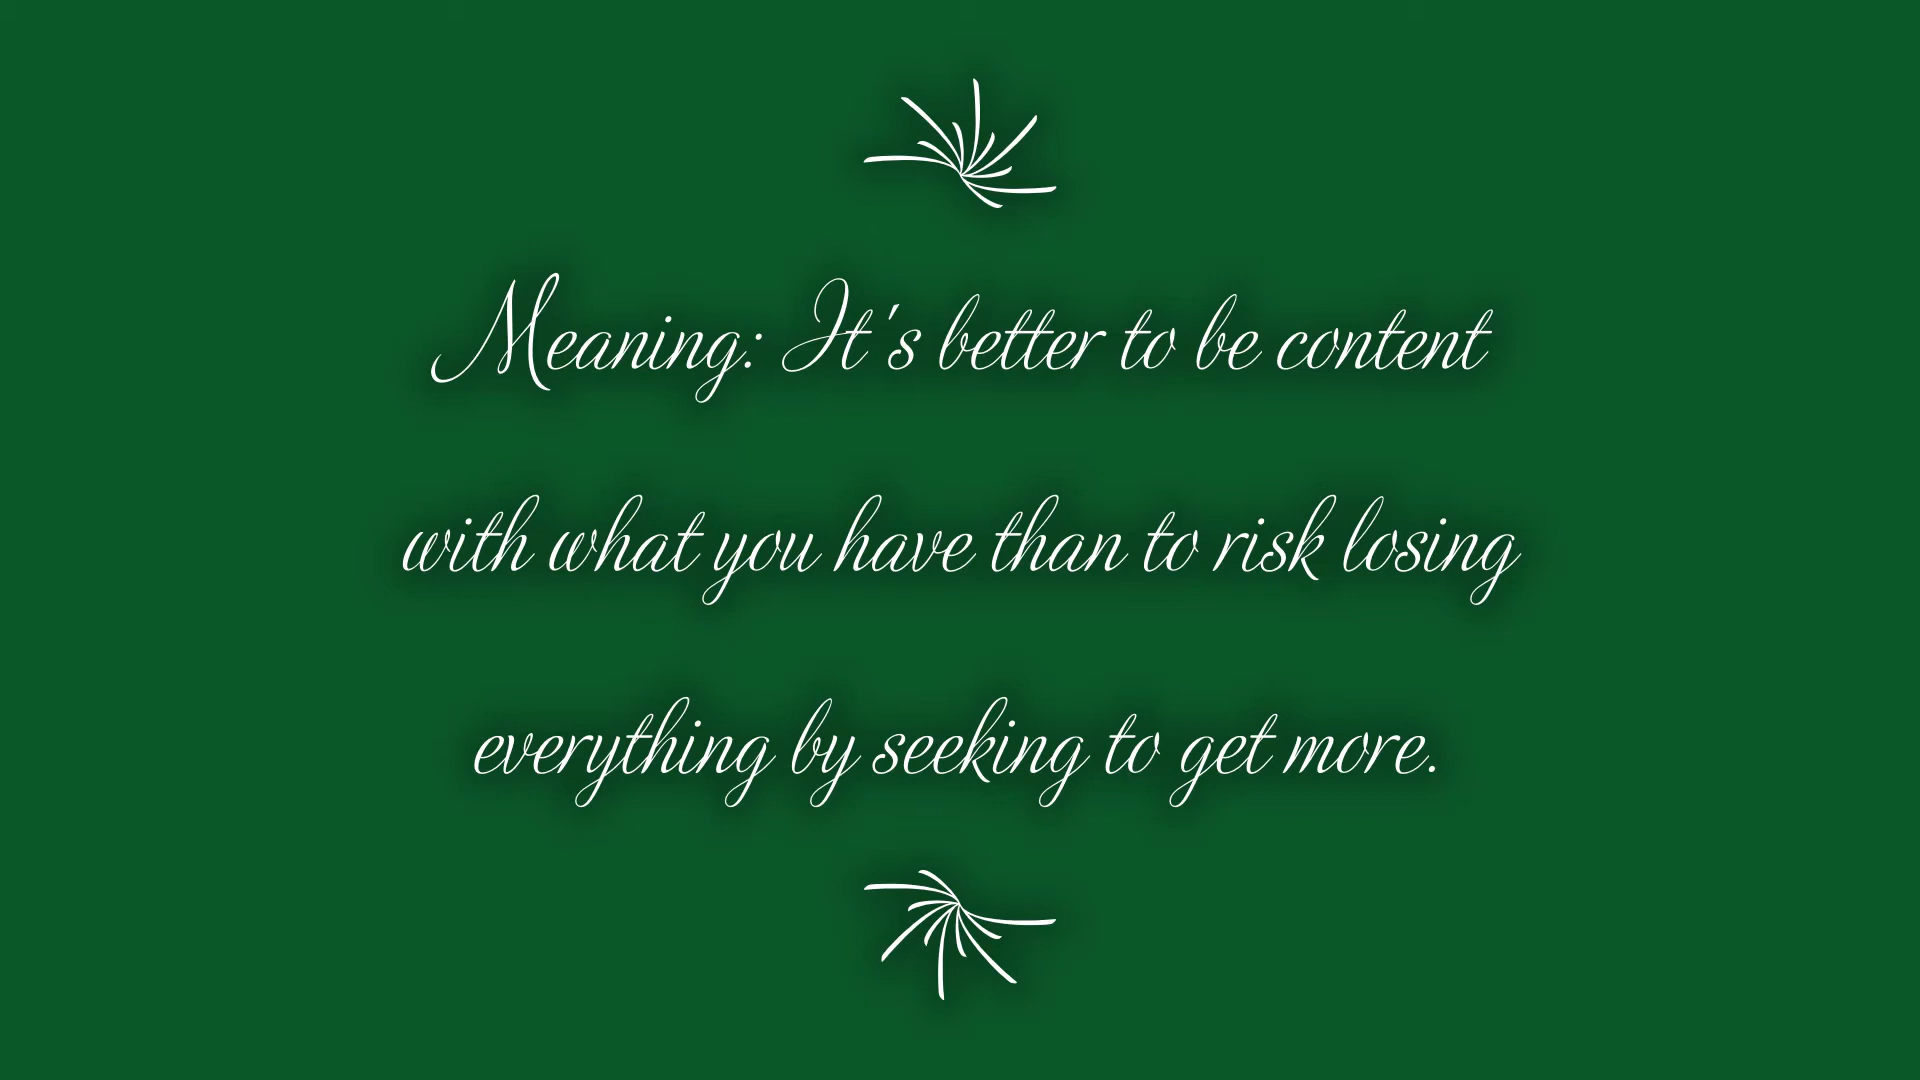 Meaning: It's better to be content
with what you have than to risk losing
everything by seeking to get more.